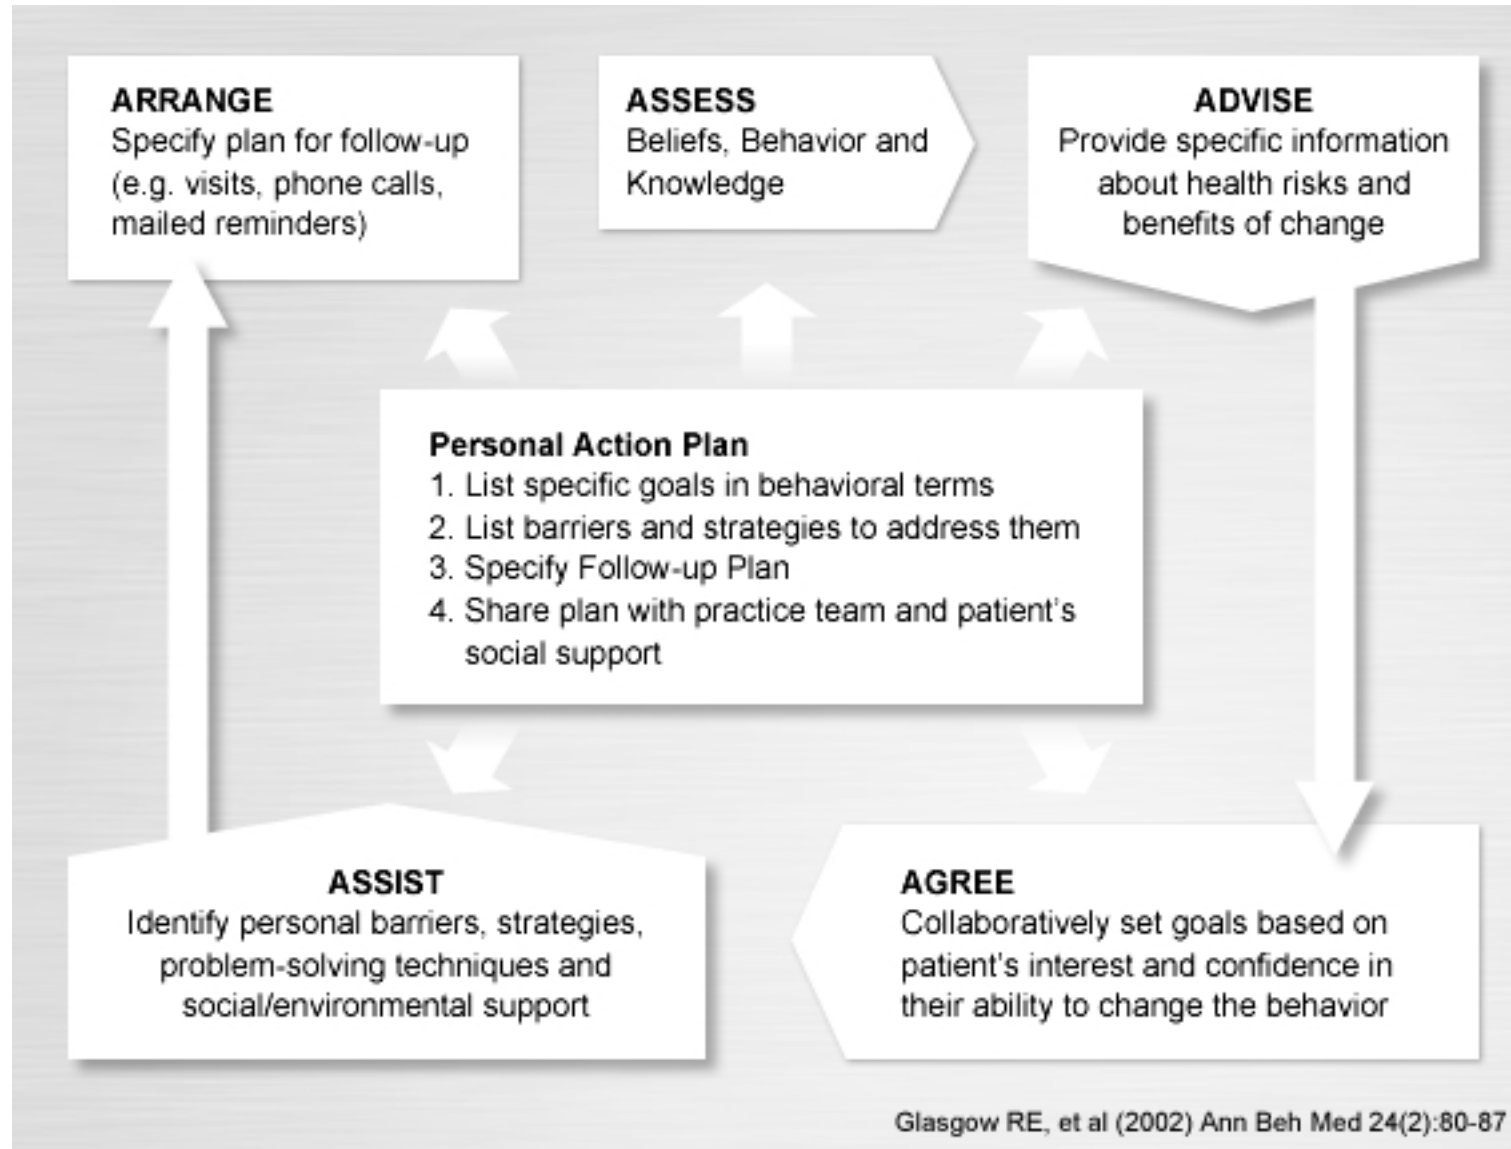 ARRANGE
Specify plan for follow-up
(e.g. visits, phone calls,
mailed reminders)
ASSESS
Beliefs, Behavior and
Knowledge
ADVISE
Provide specific information
about health risks and
benefits of change
Personal Action Plan
1. List specific goals in behavioral terms
2. List barriers and strategies to address them
3. Specify Follow-up Plan
4. Share plan with practice team and patient's
social support
ASSIST
Identify personal barriers, strategies,
problem-solving techniques and
social/environmental support
AGREE
Collaboratively set goals based on
patient's interest and confidence in
their ability to change the behavior
Glasgow RE, et al (2002) Ann Beh Med 24(2):80-87